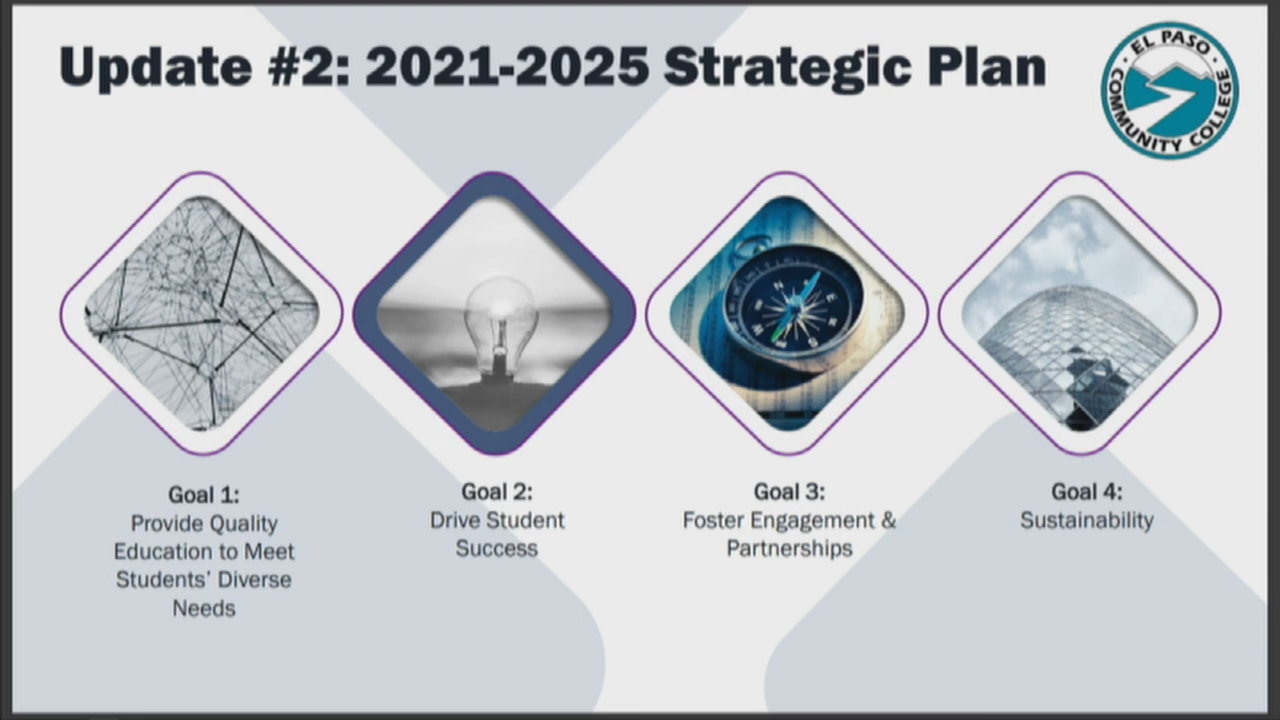 Update #2: 2021-2025 Strategic Plan
EL PASO
COMMUNITY COLLEGE
N
E
S
W
Goal 1:
Provide Quality
Education to Meet
Students' Diverse
Needs
Goal 2:
Drive Student
Success
Goal 3:
Foster Engagement &
Partnerships
Goal 4:
Sustainability